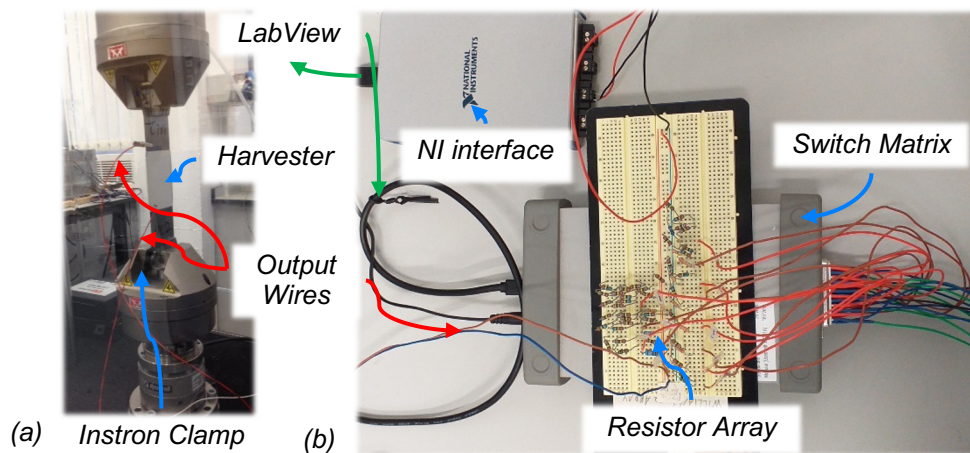 LabView
NATIONAL
INSTRUMENTS
Harvester
NI interface
Switch Matrix
Output
Wires
(a)
Instron Clamp
(b)
Resistor Array